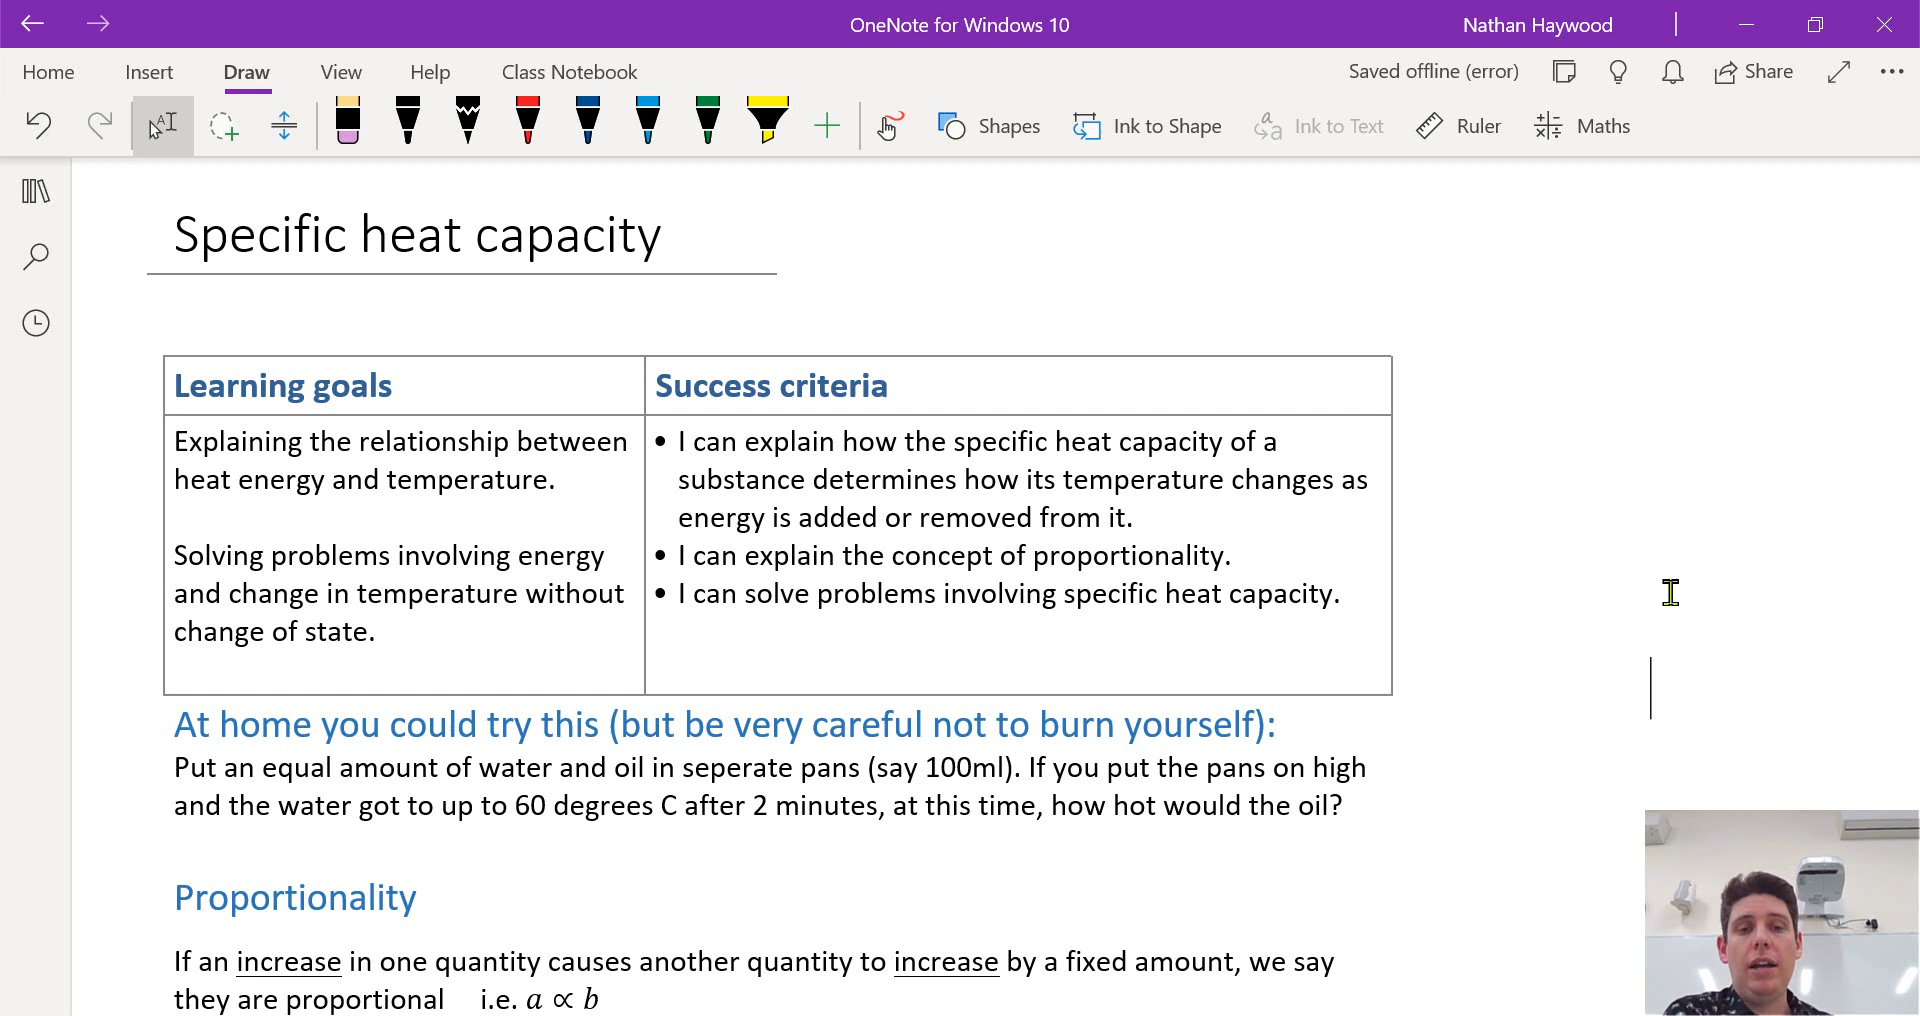 OneNote for Windows 10
Nathan Haywood
Home Insert Draw View Help Class Notebook
Saved offline (error)
Share
Shapes
Ink to Shape
Ink to Text
Ruler
Maths
Specific heat capacity
Learning goals
Explaining the relationship between
heat energy and temperature.
Solving problems involving energy
and change in temperature without
change of state.
Success criteria
• I can explain how the specific heat capacity of a
substance determines how its temperature changes as
energy is added or removed from it.
• I can explain the concept of proportionality.
• I can solve problems involving specific heat capacity.
At home you could try this (but be very careful not to burn yourself):
Put an equal amount of water and oil in seperate pans (say 100ml). If you put the pans on high
and the water got to up to 60 degrees C after 2 minutes, at this time, how hot would the oil?
Proportionality
If an increase in one quantity causes another quantity to increase by a fixed amount, we say
they are proportional i.e. a ∝ b